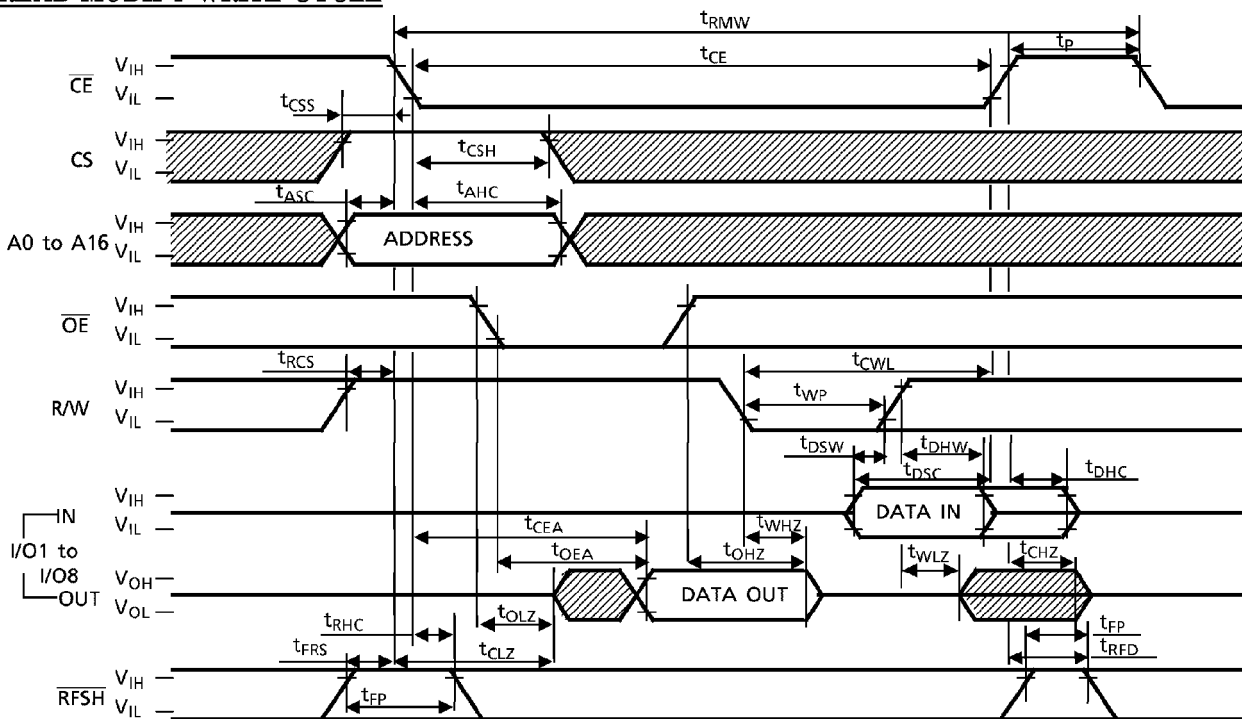 READ MODIFY WRITE CYCLE
tRMW
tP
tCE
CE VIH
VIL
tCSS
CS VIH
VIL
tCSH
tASC
tAHC
A0 to A16 VIH
VIL
ADDRESS
OE VIH
VIL
tRCS
tCWL
R/W VIH
VIL
tWP
tDSW
tDHW
tDSC
tDHC
I/O1 to I/O8
IN VIH
VIL
DATA IN
tCEA
tWHZ
tOEA
tOHZ
tWLZ
tCHZ
OUT VOH
VOL
DATA OUT
tOLZ
tRHC
tFP
tFRS
tCLZ
tRFD
RFSH VIH
VIL
tFP